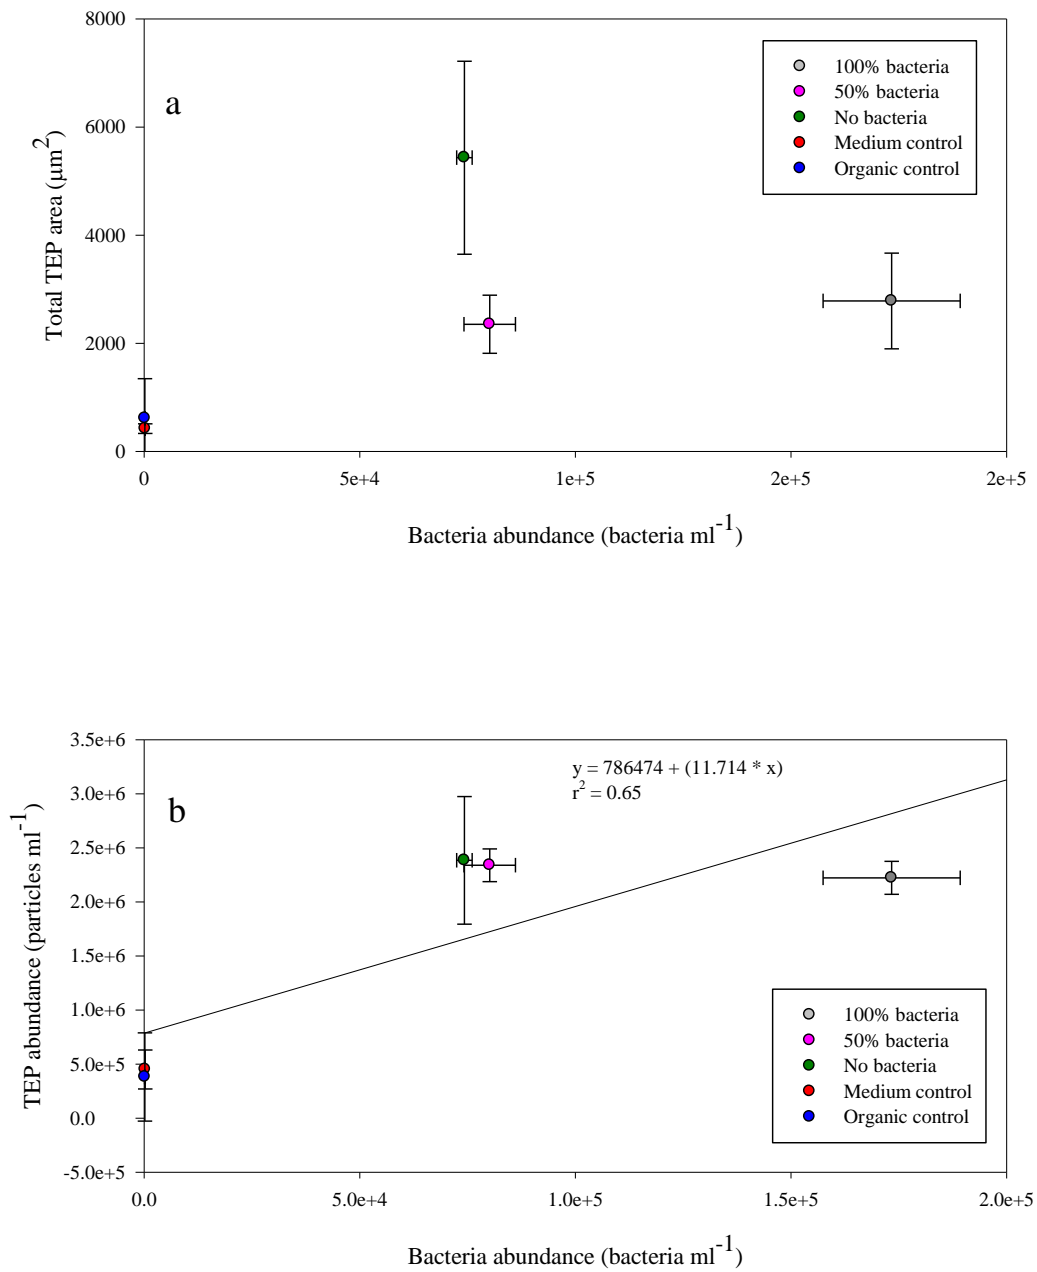 8000
6000
4000
2000
0
Total TEP area (µm²)
a
100% bacteria
50% bacteria
No bacteria
Medium control
Organic control
0 5e+4 1e+5 2e+5 2e+5
Bacteria abundance (bacteria ml⁻¹)
3.5e+6
3.0e+6
2.5e+6
2.0e+6
1.5e+6
1.0e+6
5.0e+5
0.0
-5.0e+5
TEP abundance (particles ml⁻¹)
b
y = 786474 + (11.714 * x)
r² = 0.65
100% bacteria
50% bacteria
No bacteria
Medium control
Organic control
0.0 5.0e+4 1.0e+5 1.5e+5 2.0e+5
Bacteria abundance (bacteria ml⁻¹)